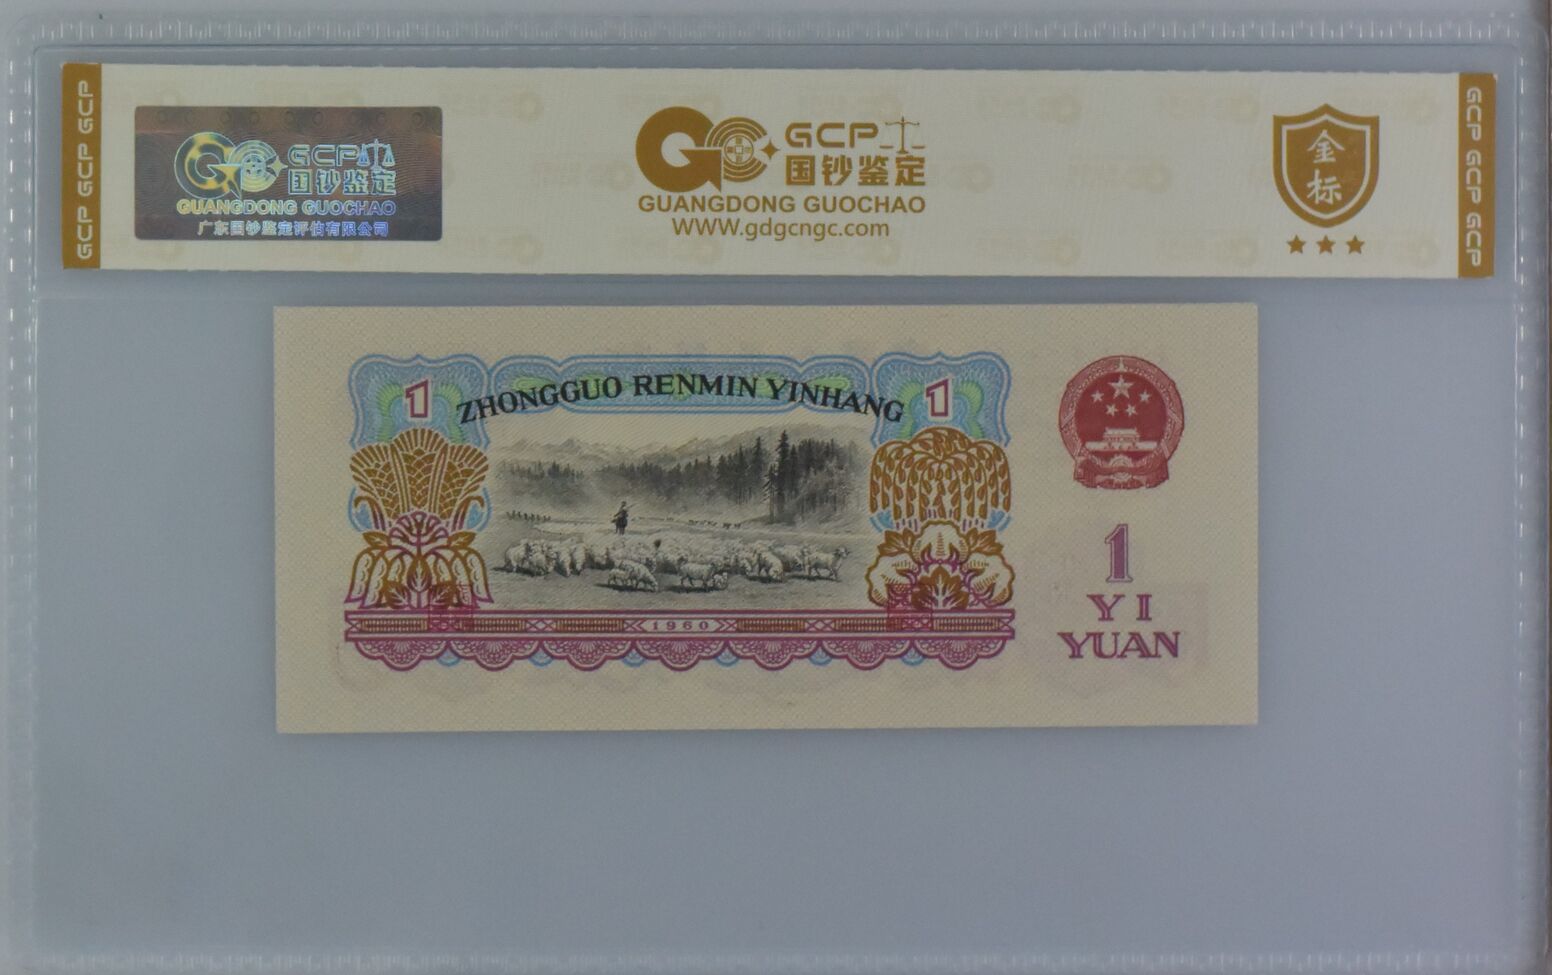 GCP GCP GCP
GCP
国钞鉴定
GUANGDONG GUOCHAO
广东国钞鉴定评估有限公司
GCP
国钞鉴定
GUANGDONG GUOCHAO
WWW.gdgcngc.com
金标
GCP GCP GCP
ZHONGGUO RENMIN YINHANG
1
1
1960
1
YI
YUAN